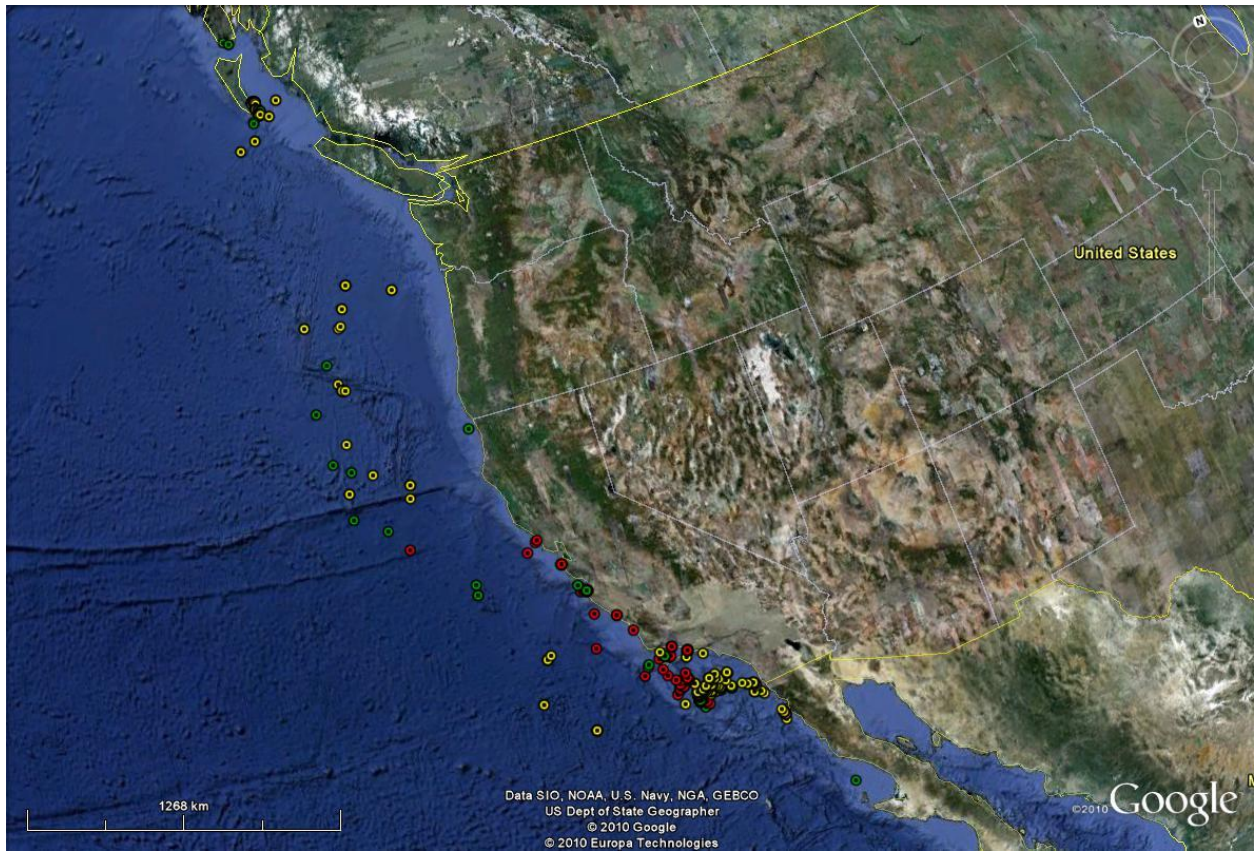 N
United States
1268 km
Data SIO, NOAA, U.S. Navy, NGA, GEBCO
US Dept of State Geographer
© 2010 Google
© 2010 Europa Technologies
M
©2010 Google